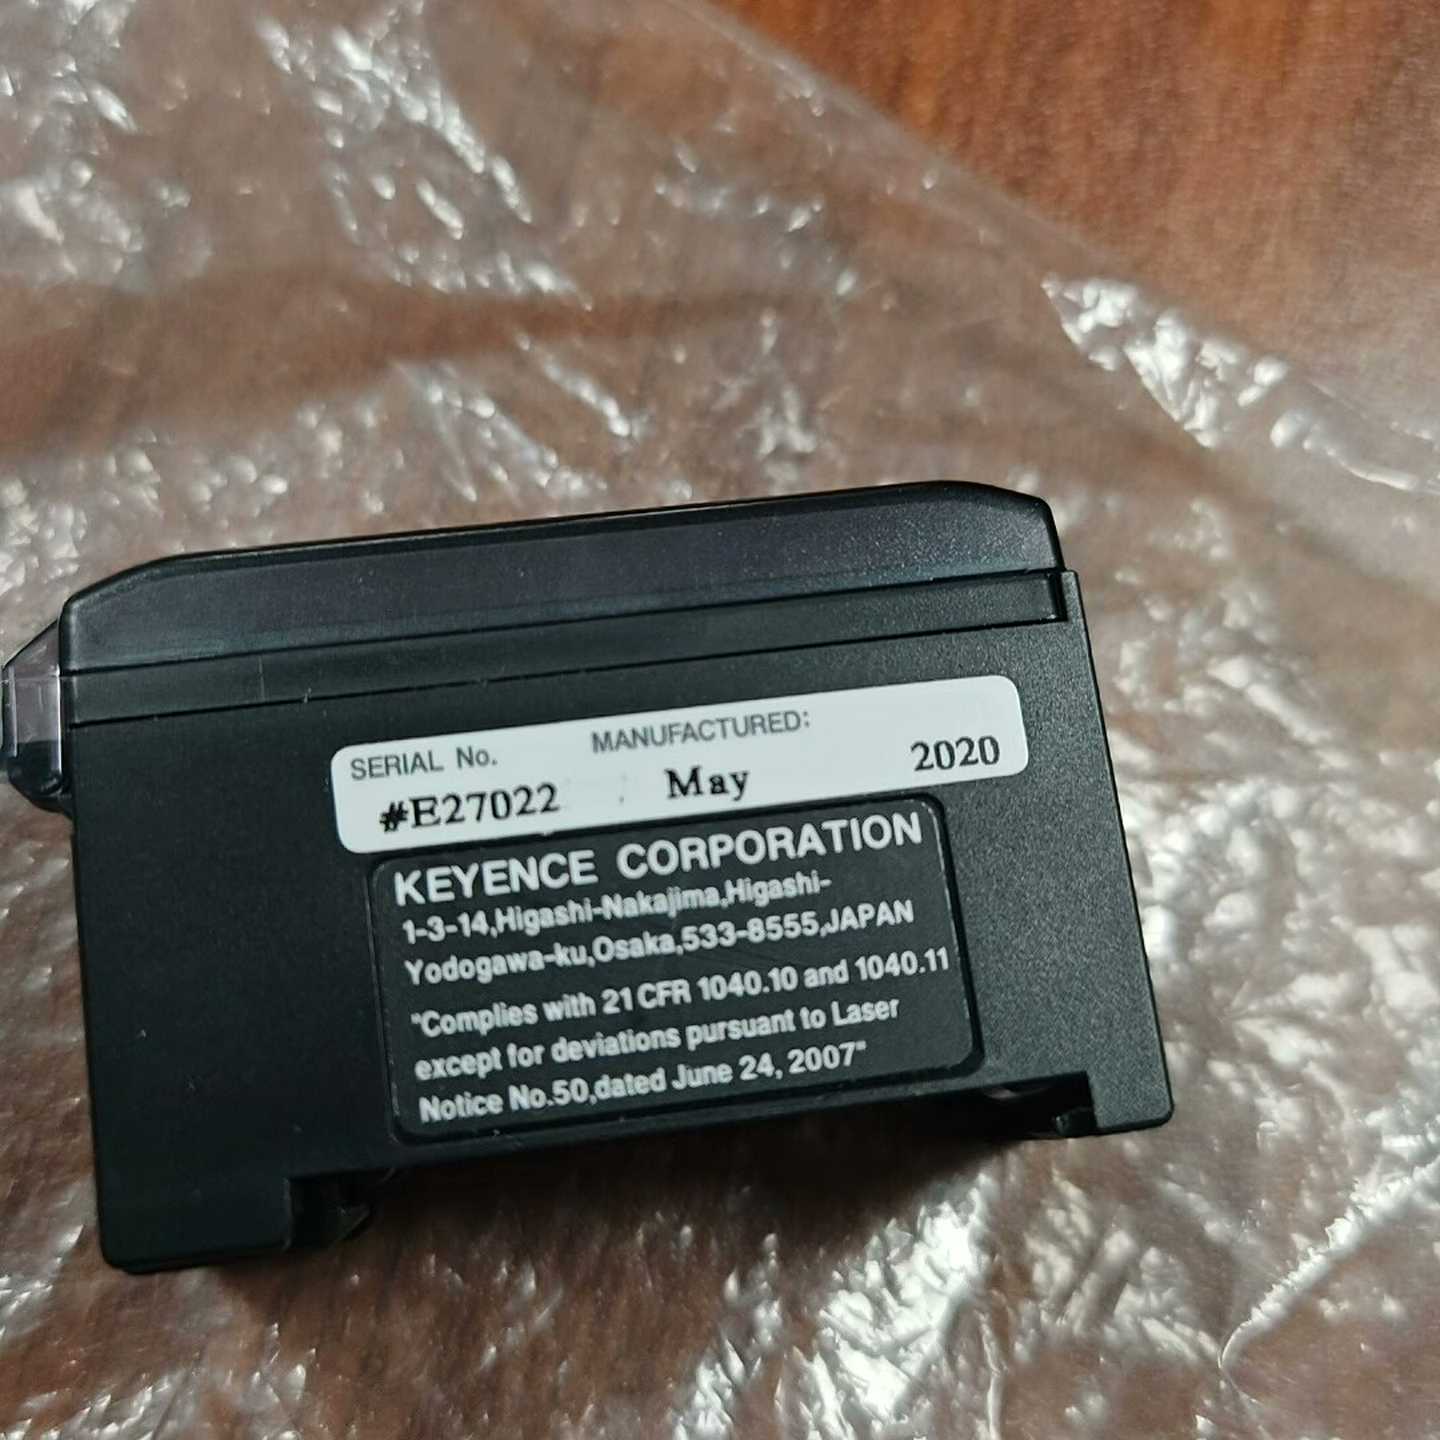 SERIAL No. MANUFACTURED:
#E27022 May 2020
KEYENCE CORPORATION
1-3-14,Higashi-Nakajima,Higashi-
Yodogawa-ku,Osaka,533-8555,JAPAN
"Complies with 21 CFR 1040.10 and 1040.11
except for deviations pursuant to Laser
Notice No.50,dated June 24, 2007"